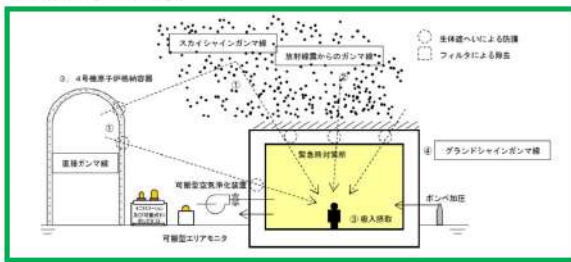 スカイシャインガンマ線
放射線雲からのガンマ線
生体遮へいによる防護
フィルタによる除去
③,４号機原子炉格納容器
①
②
①
直接ガンマ線
緊急時対策所
④
グランドシャインガンマ線
可搬型空気浄化装置
ボンベ加圧
③吸入摂取
可搬型エリアモニタ